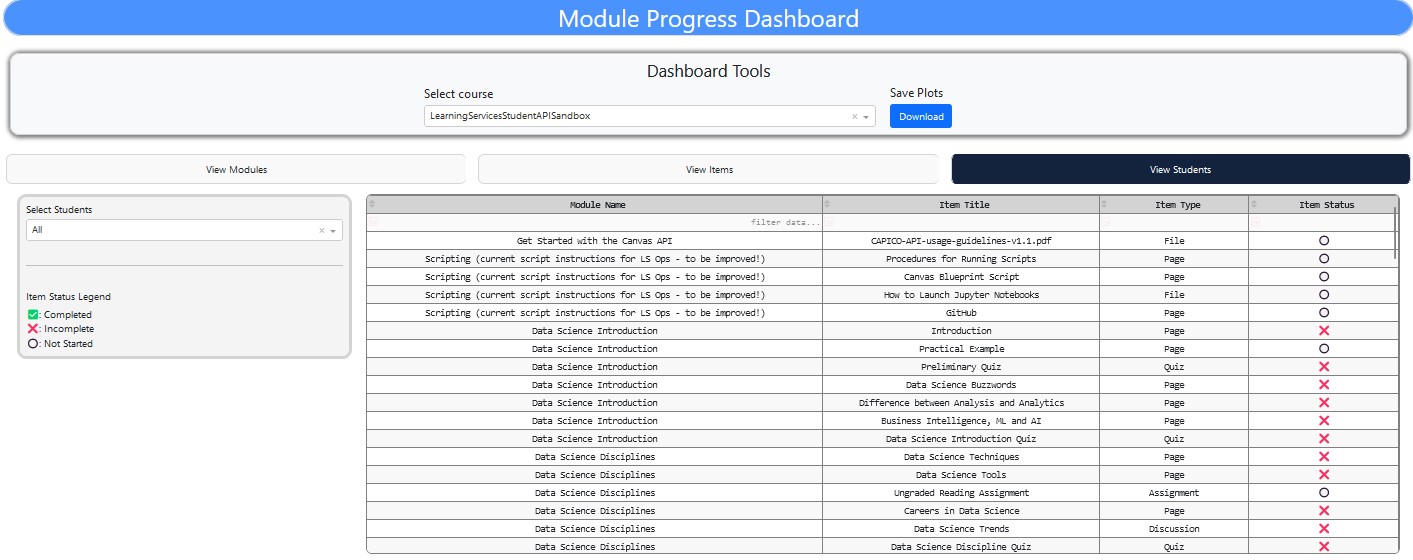 Module Progress Dashboard
Dashboard Tools
Select course
LearningServicesStudentAPISandbox
Save Plots
Download
View Modules View Items View Students
Select Students
All
Item Status Legend
: Completed
: Incomplete
: Not Started
Module Name Item Title Item Type Item Status
filter data...
Get Started with the Canvas API CAPICO-API-usage-guidelines-v1.1.pdf File
Scripting (current script instructions for LS Ops - to be improved!) Procedures for Running Scripts Page
Scripting (current script instructions for LS Ops - to be improved!) Canvas Blueprint Script Page
Scripting (current script instructions for LS Ops - to be improved!) How to Launch Jupyter Notebooks File
Scripting (current script instructions for LS Ops - to be improved!) GitHub Page
Data Science Introduction Introduction Page
Data Science Introduction Practical Example Page
Data Science Introduction Preliminary Quiz Quiz
Data Science Introduction Data Science Buzzwords Page
Data Science Introduction Difference between Analysis and Analytics Page
Data Science Introduction Business Intelligence, ML and AI Page
Data Science Introduction Data Science Introduction Quiz Quiz
Data Science Disciplines Data Science Techniques Page
Data Science Disciplines Data Science Tools Page
Data Science Disciplines Ungraded Reading Assignment Assignment
Data Science Disciplines Careers in Data Science Page
Data Science Disciplines Data Science Trends Discussion
Data Science Disciplines Data Science Discipline Quiz Quiz